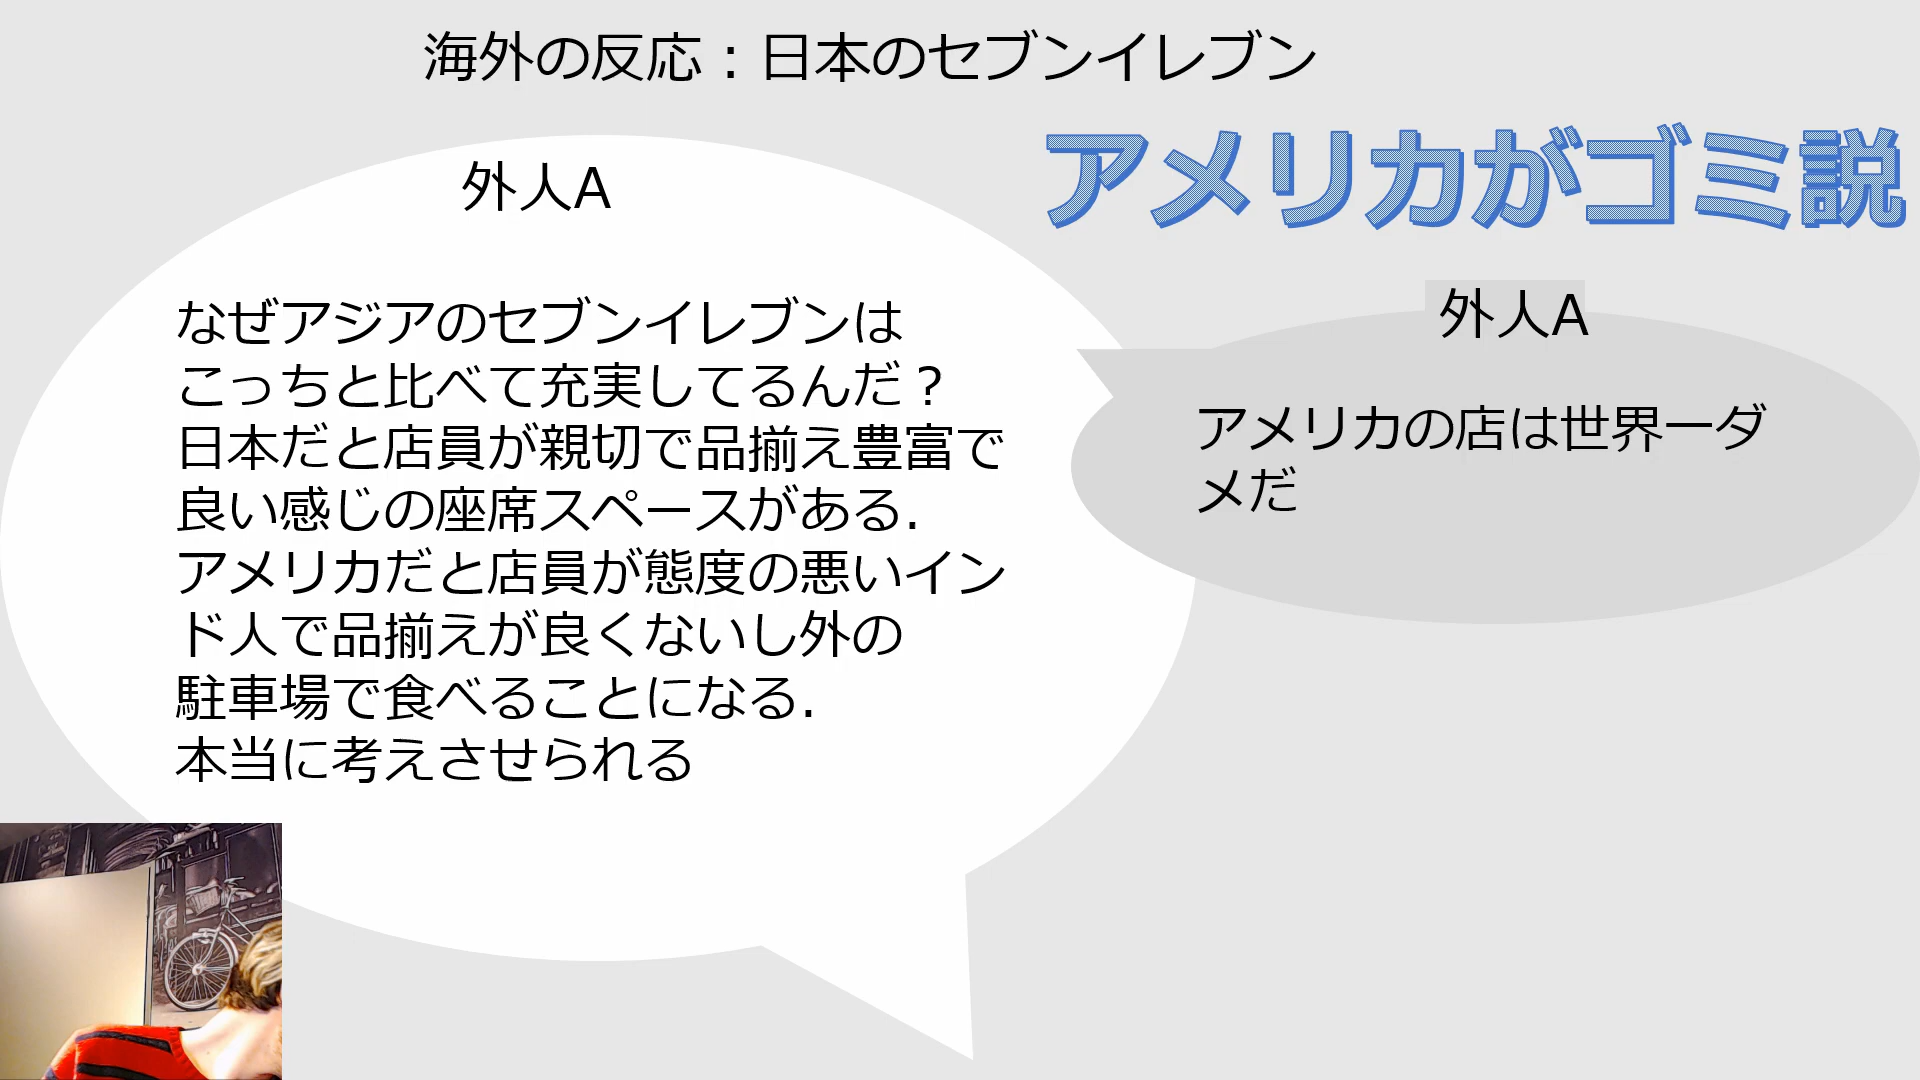 海外の反応：日本のセブンイレブン
アメリカがゴミ説
外人A
なぜアジアのセブンイレブンは
こっちと比べて充実してるんだ？
日本だと店員が親切で品揃え豊富で
良い感じの座席スペースがある.
アメリカだと店員が態度の悪いイン
ド人で品揃えが良くないし外の
駐車場で食べることになる.
本当に考えさせられる
外人A
アメリカの店は世界一ダ
メだ